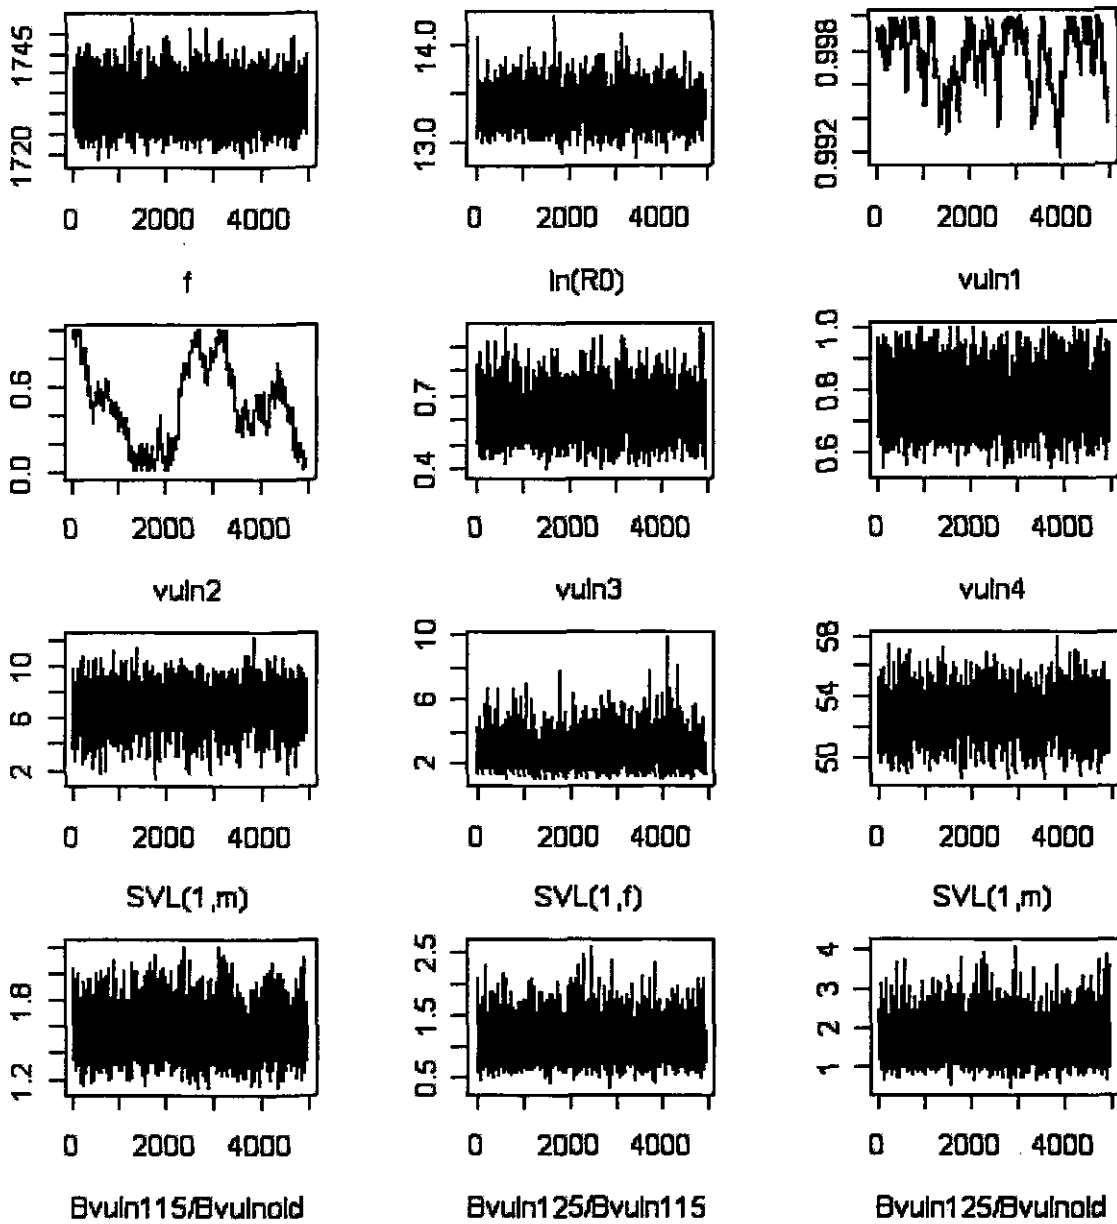 1720 1745
13.0 14.0
0.992 0.998
0 2000 4000
0 2000 4000
0 2000 4000
f
ln(R0)
vuln1
0.0 0.6
0.4 0.7
0.6 0.8 1.0
0 2000 4000
0 2000 4000
0 2000 4000
vuln2
vuln3
vuln4
2 6 10
2 6 10
50 54 58
0 2000 4000
0 2000 4000
0 2000 4000
SVL(1,m)
SVL(1,f)
SVL(1,m)
1.2 1.8
0.5 1.5 2.5
1 2 3 4
0 2000 4000
0 2000 4000
0 2000 4000
Bvuln115/Bvulnold
Bvuln125/Bvuln115
Bvuln125/Bvulnold